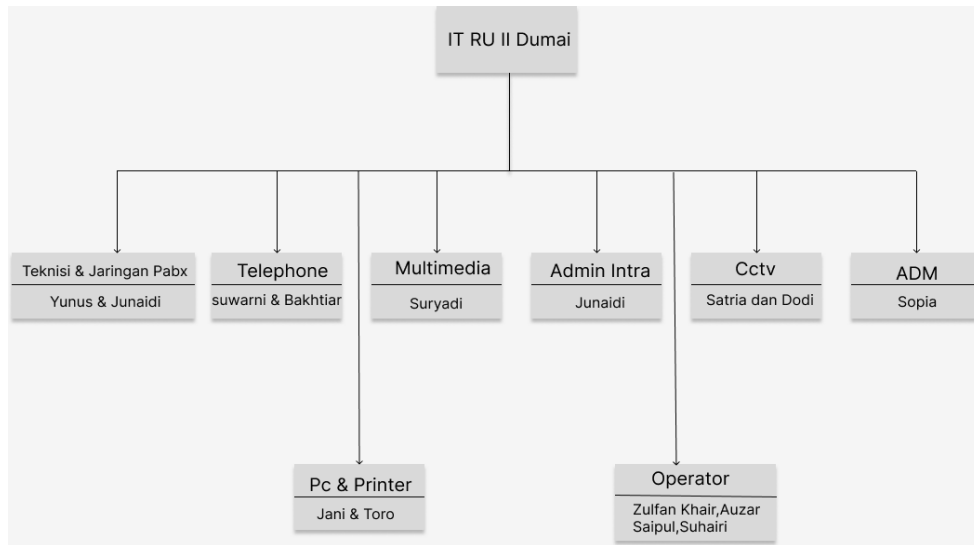 IT RU II Dumai
Teknisi & Jaringan Pabx
Yunus & Junaidi
Telephone
suwarni & Bakhtiar
Multimedia
Suryadi
Admin Intra
Junaidi
Cctv
Satria dan Dodi
ADM
Sopia
Pc & Printer
Jani & Toro
Operator
Zulfan Khair,Auzar
Saipul,Suhairi